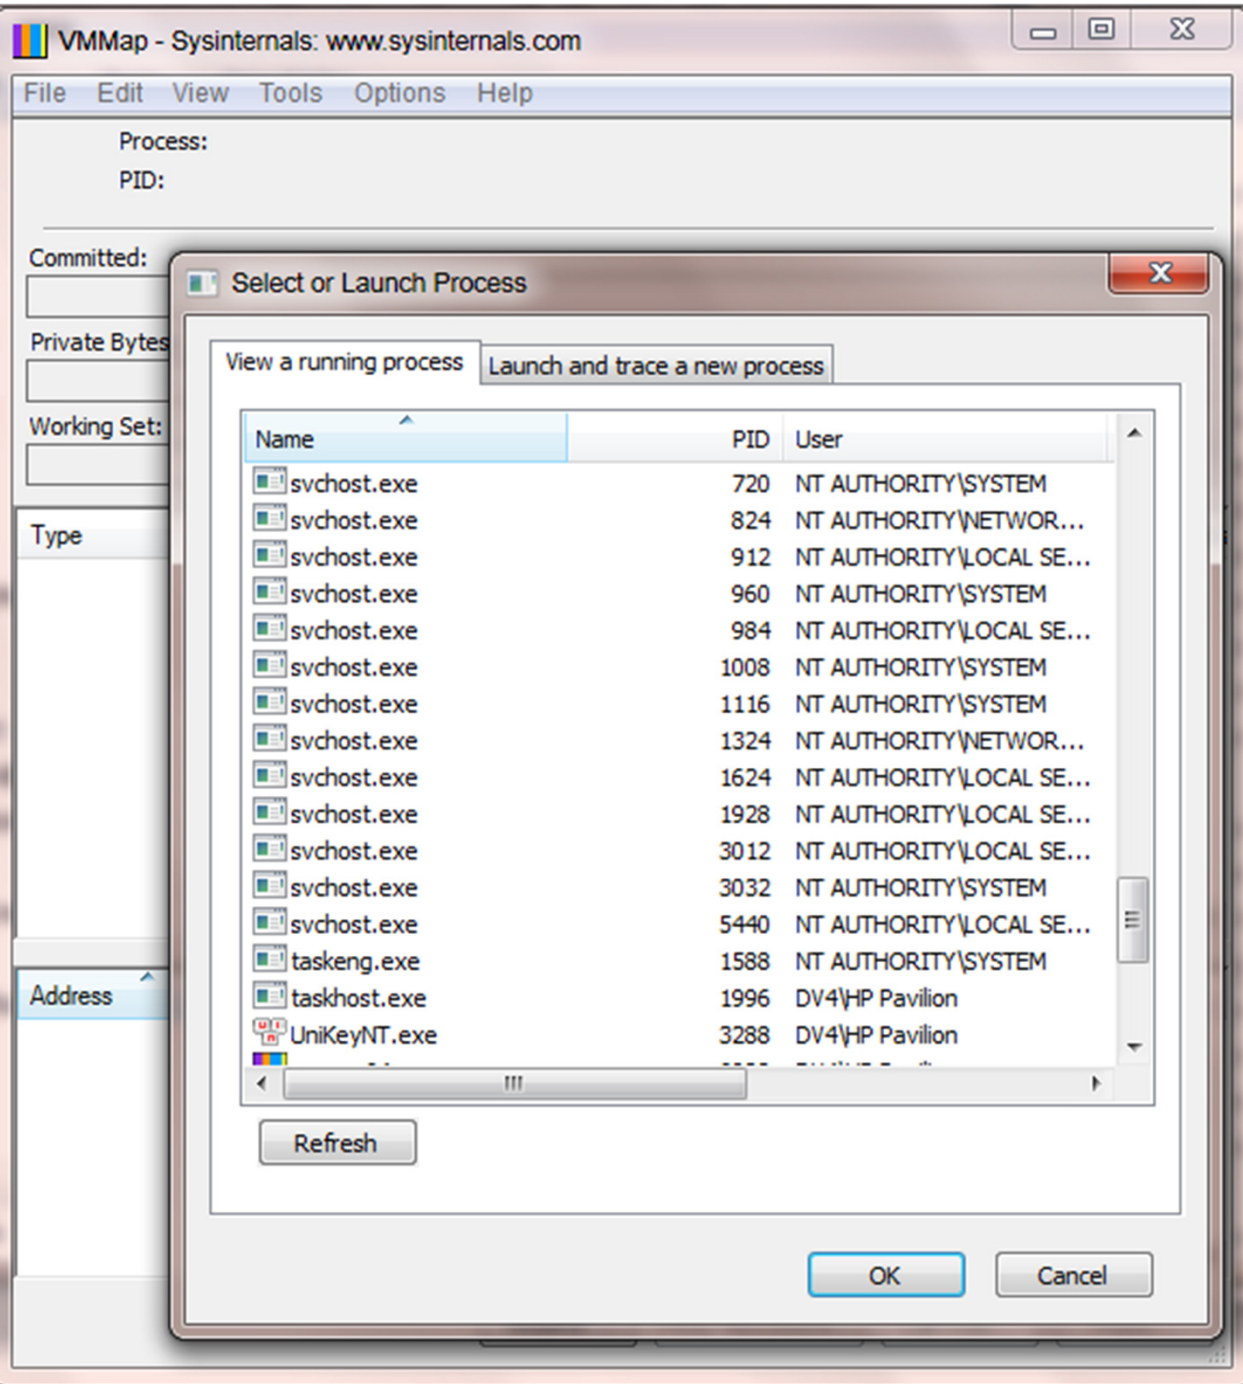 VMMap - Sysinternals: www.sysinternals.com
File Edit View Tools Options Help
Process:
PID:
Committed:
Private Bytes
Working Set:
Type
Address
Select or Launch Process
View a running process Launch and trace a new process
Name PID User
svchost.exe 720 NT AUTHORITY\SYSTEM
svchost.exe 824 NT AUTHORITY\NETWOR...
svchost.exe 912 NT AUTHORITY\LOCAL SE...
svchost.exe 960 NT AUTHORITY\SYSTEM
svchost.exe 984 NT AUTHORITY\LOCAL SE...
svchost.exe 1008 NT AUTHORITY\SYSTEM
svchost.exe 1116 NT AUTHORITY\SYSTEM
svchost.exe 1324 NT AUTHORITY\NETWOR...
svchost.exe 1624 NT AUTHORITY\LOCAL SE...
svchost.exe 1928 NT AUTHORITY\LOCAL SE...
svchost.exe 3012 NT AUTHORITY\LOCAL SE...
svchost.exe 3032 NT AUTHORITY\SYSTEM
svchost.exe 5440 NT AUTHORITY\LOCAL SE...
taskeng.exe 1588 NT AUTHORITY\SYSTEM
taskhost.exe 1996 DV4\HP Pavilion
UniKeyNT.exe 3288 DV4\HP Pavilion
Refresh
OK Cancel